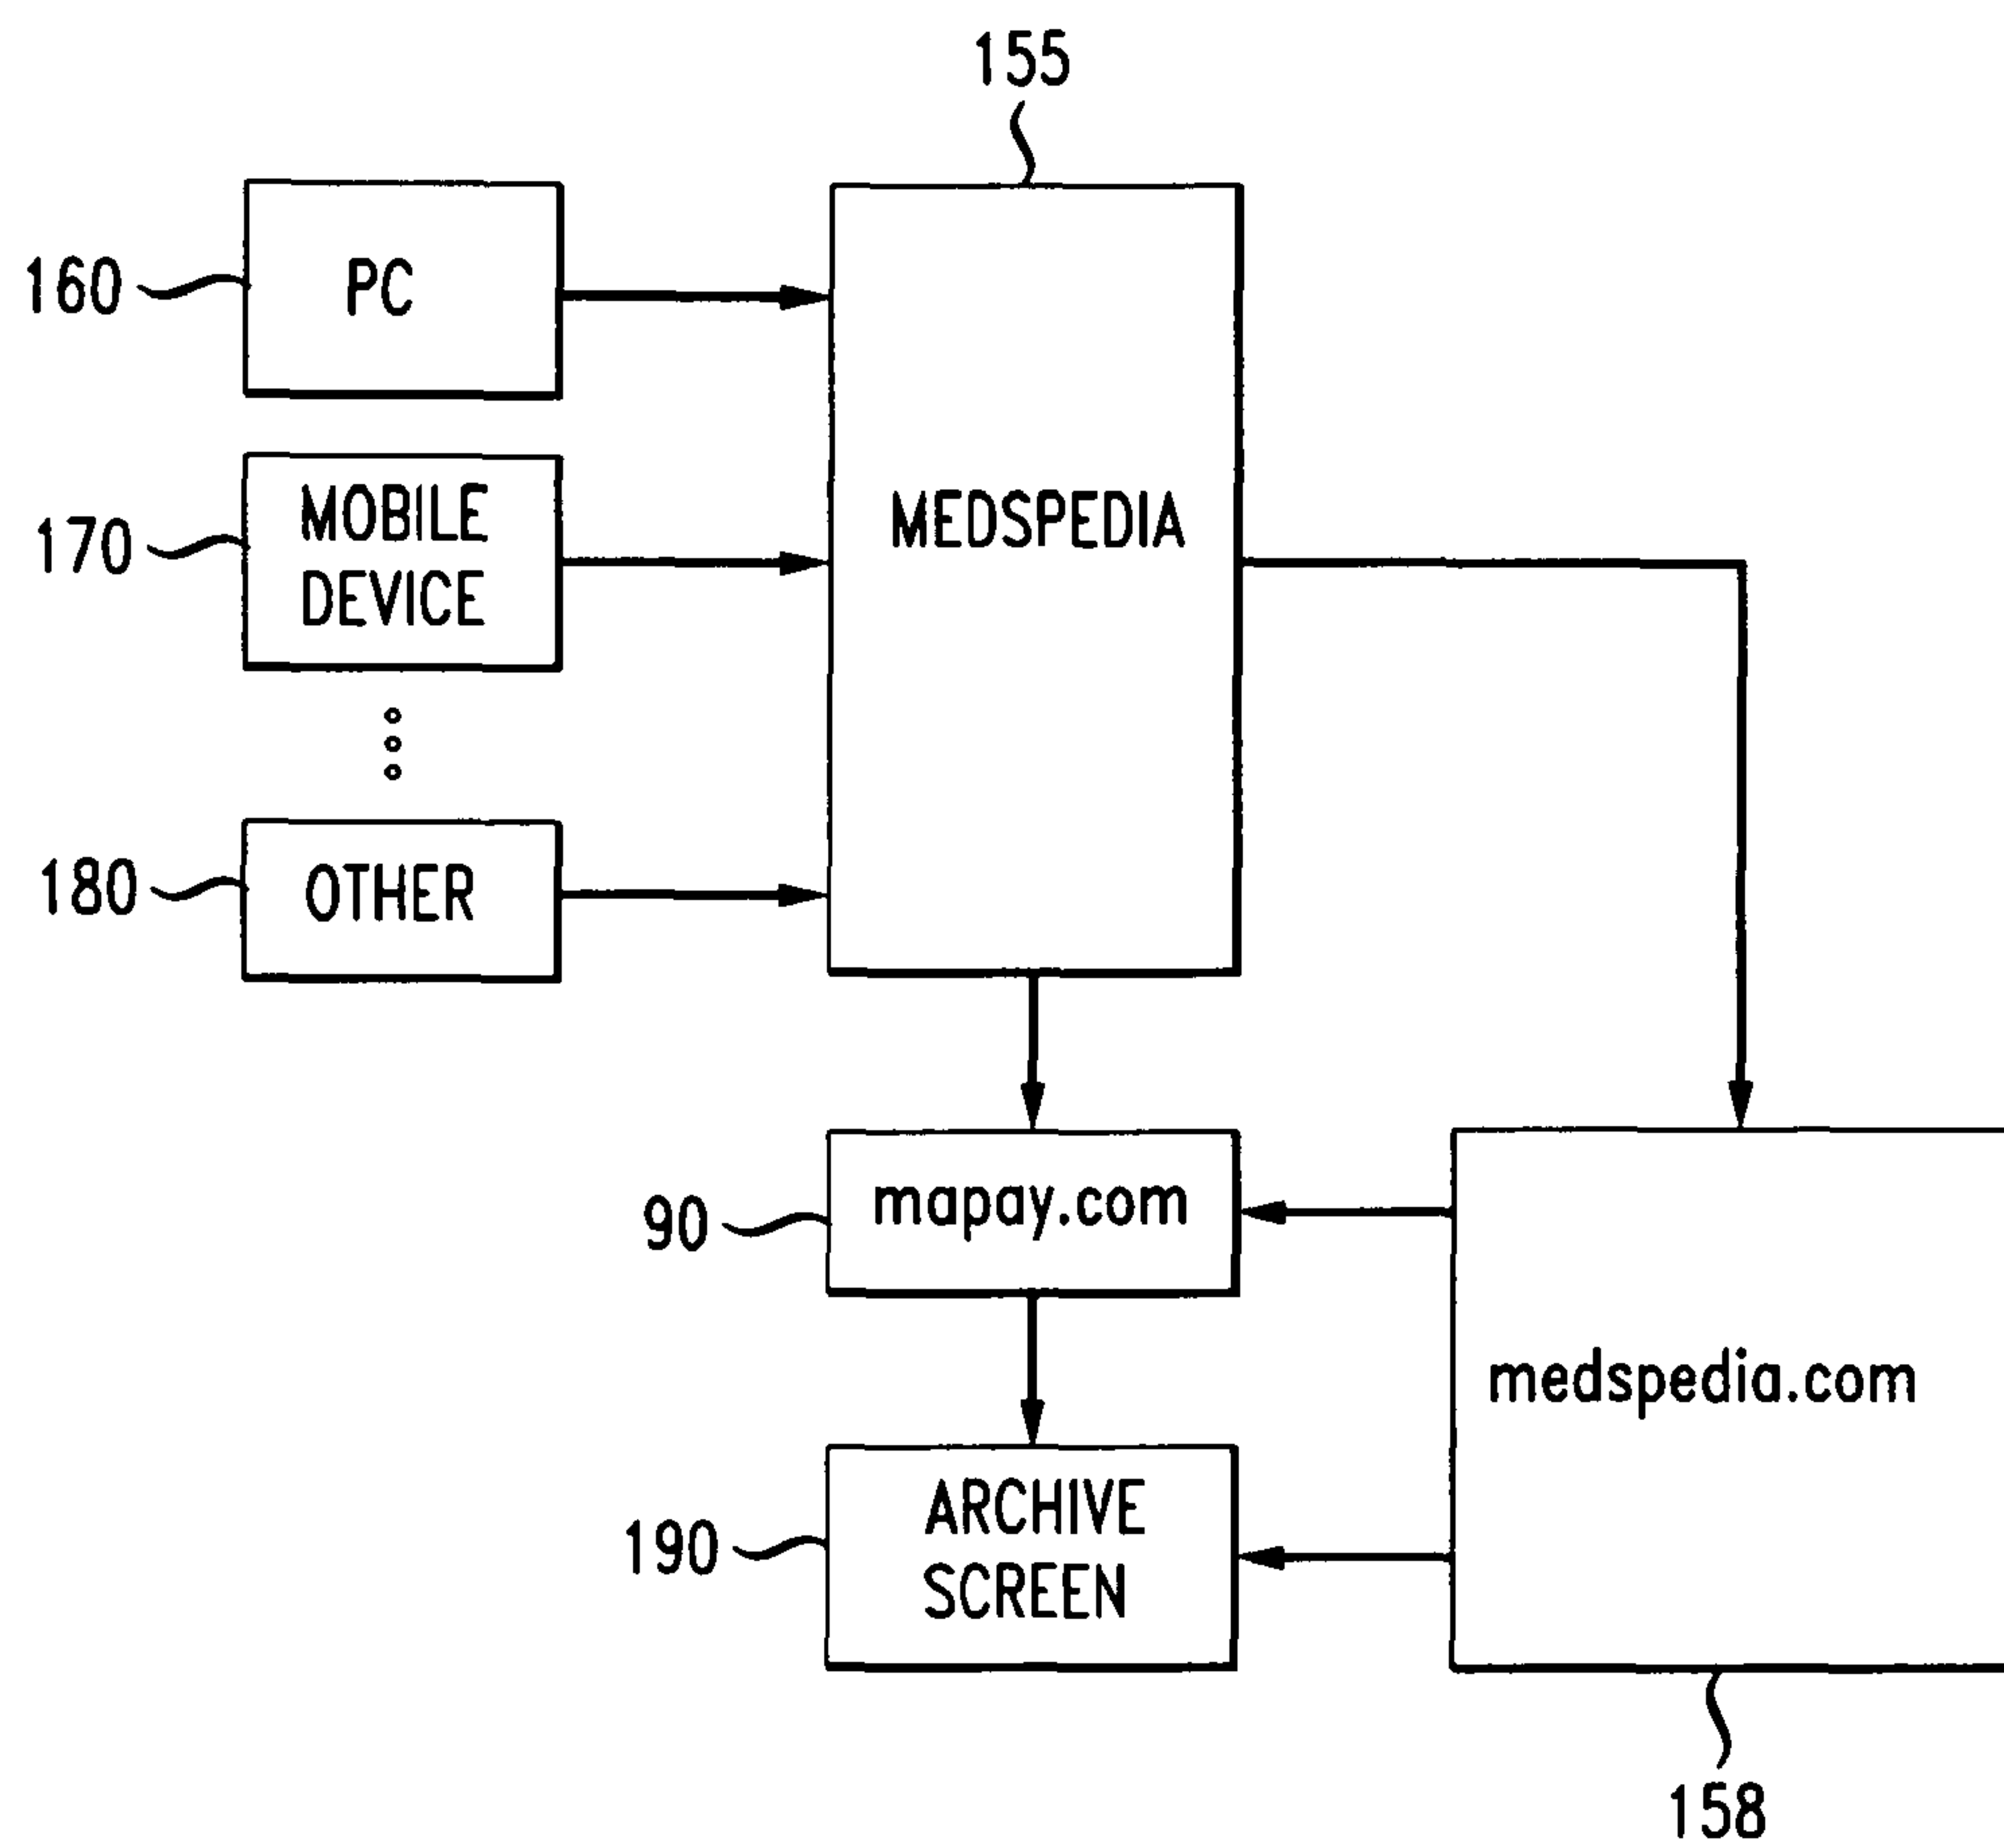 155
160
PC
170
MOBILE
DEVICE
MEDSPEDIA
180
OTHER
90
mapay.com
medspedia.com
190
ARCHIVE
SCREEN
158